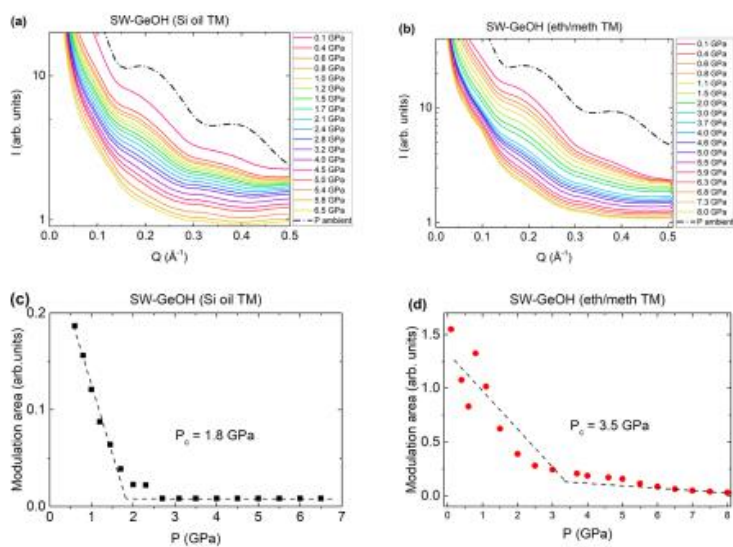 (a)
SW-GeOH (Si oil TM)
I (arb. units)
10
1
0.0 0.1 0.2 0.3 0.4 0.5
Q (Å⁻¹)
0.1 GPa
0.4 GPa
0.6 GPa
0.8 GPa
1.0 GPa
1.2 GPa
1.5 GPa
1.7 GPa
2.1 GPa
2.4 GPa
2.8 GPa
3.2 GPa
4.0 GPa
4.5 GPa
5.0 GPa
5.4 GPa
5.8 GPa
6.5 GPa
P ambient
(b)
SW-GeOH (eth/meth TM)
I (arb. units)
10
1
0.0 0.1 0.2 0.3 0.4 0.5
Q (Å⁻¹)
0.1 GPa
0.4 GPa
0.6 GPa
0.8 GPa
1.1 GPa
1.5 GPa
2.0 GPa
3.0 GPa
3.7 GPa
4.0 GPa
4.6 GPa
5.0 GPa
5.5 GPa
5.9 GPa
6.3 GPa
6.8 GPa
7.3 GPa
8.0 GPa
P ambient
(c)
SW-GeOH (Si oil TM)
Modulation area (arb.units)
0.2
0.1
0.0
P_c = 1.8 GPa
0 1 2 3 4 5 6 7
P (GPa)
(d)
SW-GeOH (eth/meth TM)
Modulation area (arb. units)
1.5
1.0
0.5
0.0
P_c = 3.5 GPa
0 1 2 3 4 5 6 7 8
P (GPa)